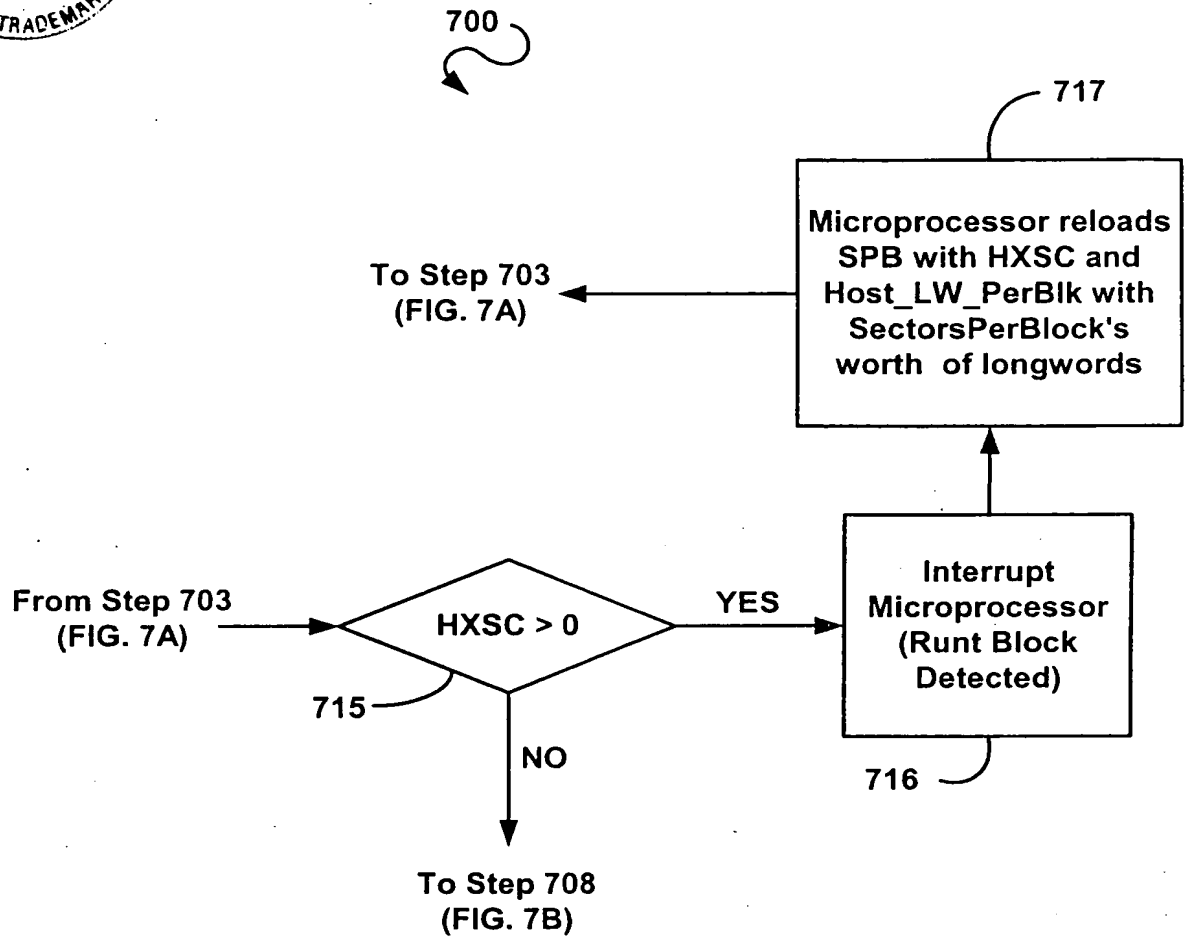 TRADEMAR
700
717
Microprocessor reloads
SPB with HXSC and
Host_LW_PerBlk with
SectorsPerBlock's
worth of longwords
To Step 703
(FIG. 7A)
From Step 703
(FIG. 7A)
HXSC > 0
YES
Interrupt
Microprocessor
(Runt Block
Detected)
715
NO
716
To Step 708
(FIG. 7B)